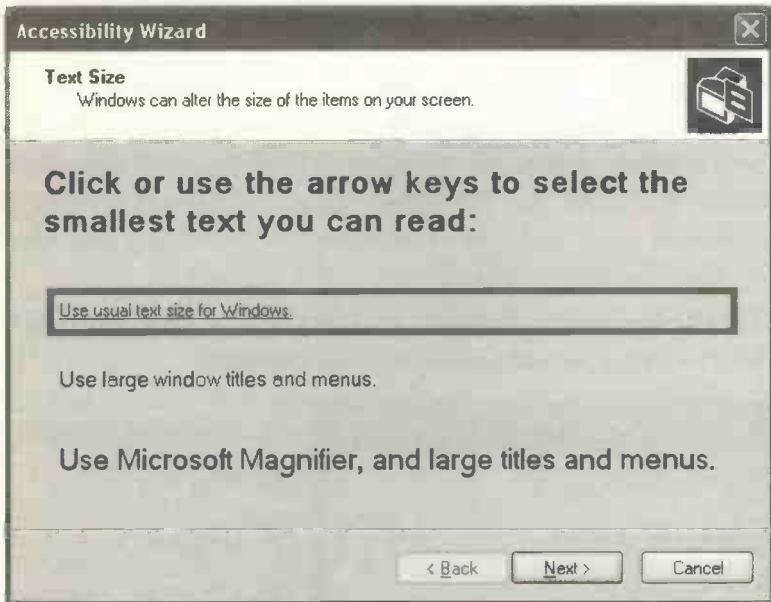 Accessibility Wizard
Text Size
Windows can alter the size of the items on your screen.
Click or use the arrow keys to select the
smallest text you can read:
Use usual text size for Windows.
Use large window titles and menus.
Use Microsoft Magnifier, and large titles and menus.
< Back Next > Cancel